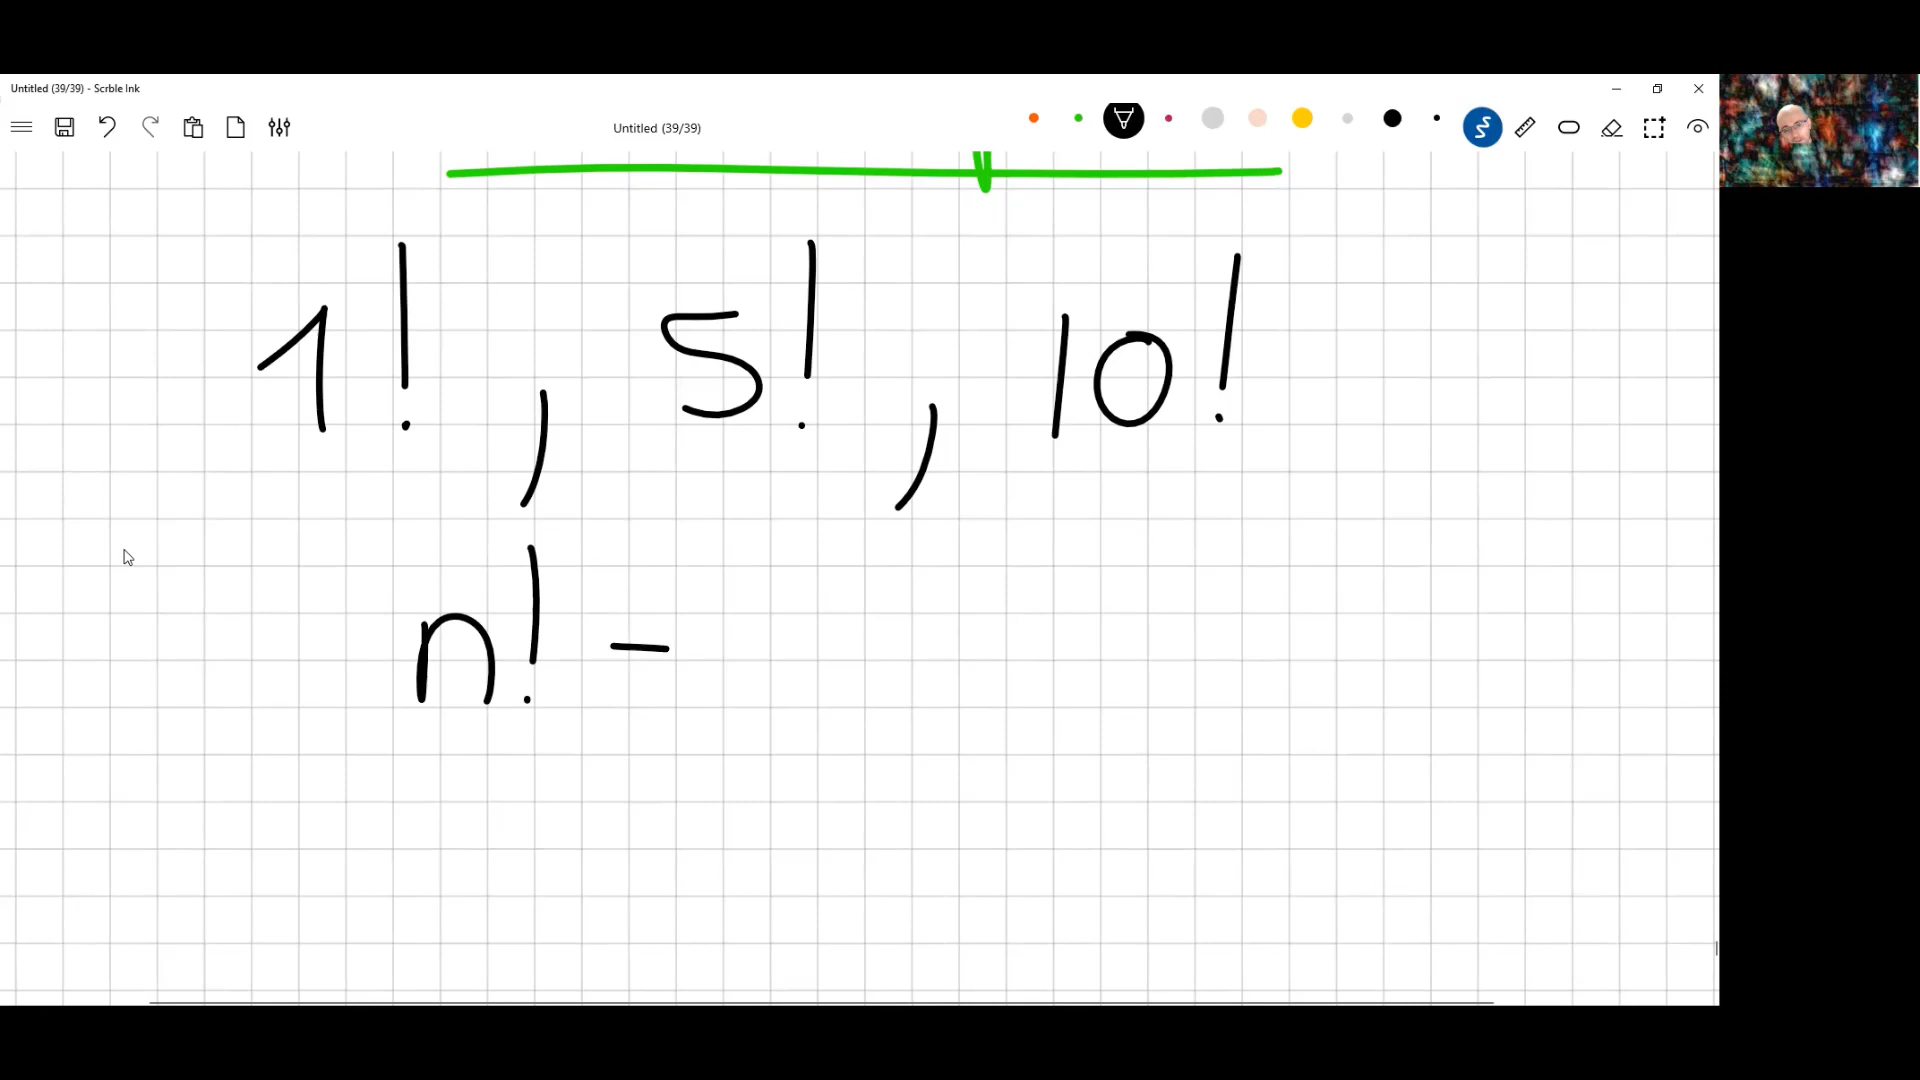 Untitled (39/39) - Scrble Ink
Untitled (39/39)
1! , 5! , 10!
n! –